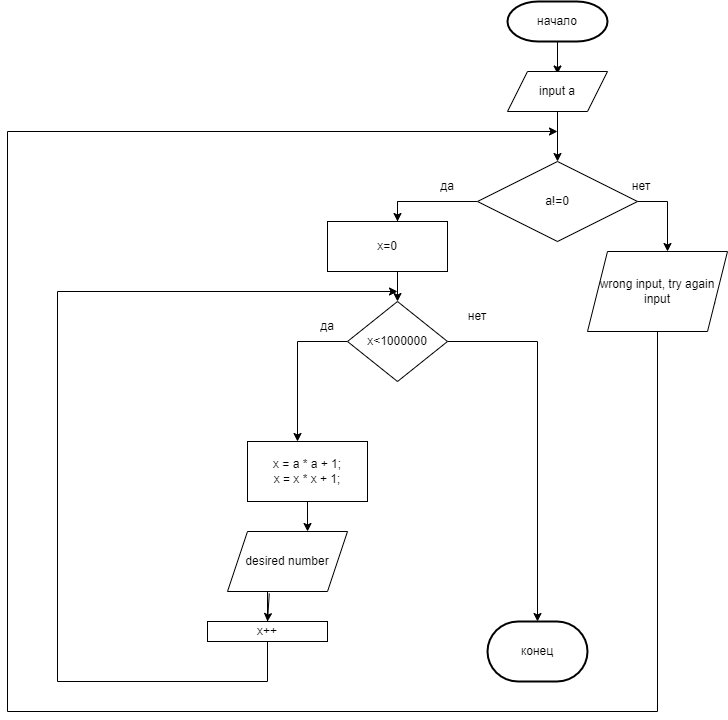 начало
input a
a!=0
да
нет
x=0
wrong input, try again
input
x<1000000
да
нет
x = a * a + 1;
x = x * x + 1;
desired number
x++
конец